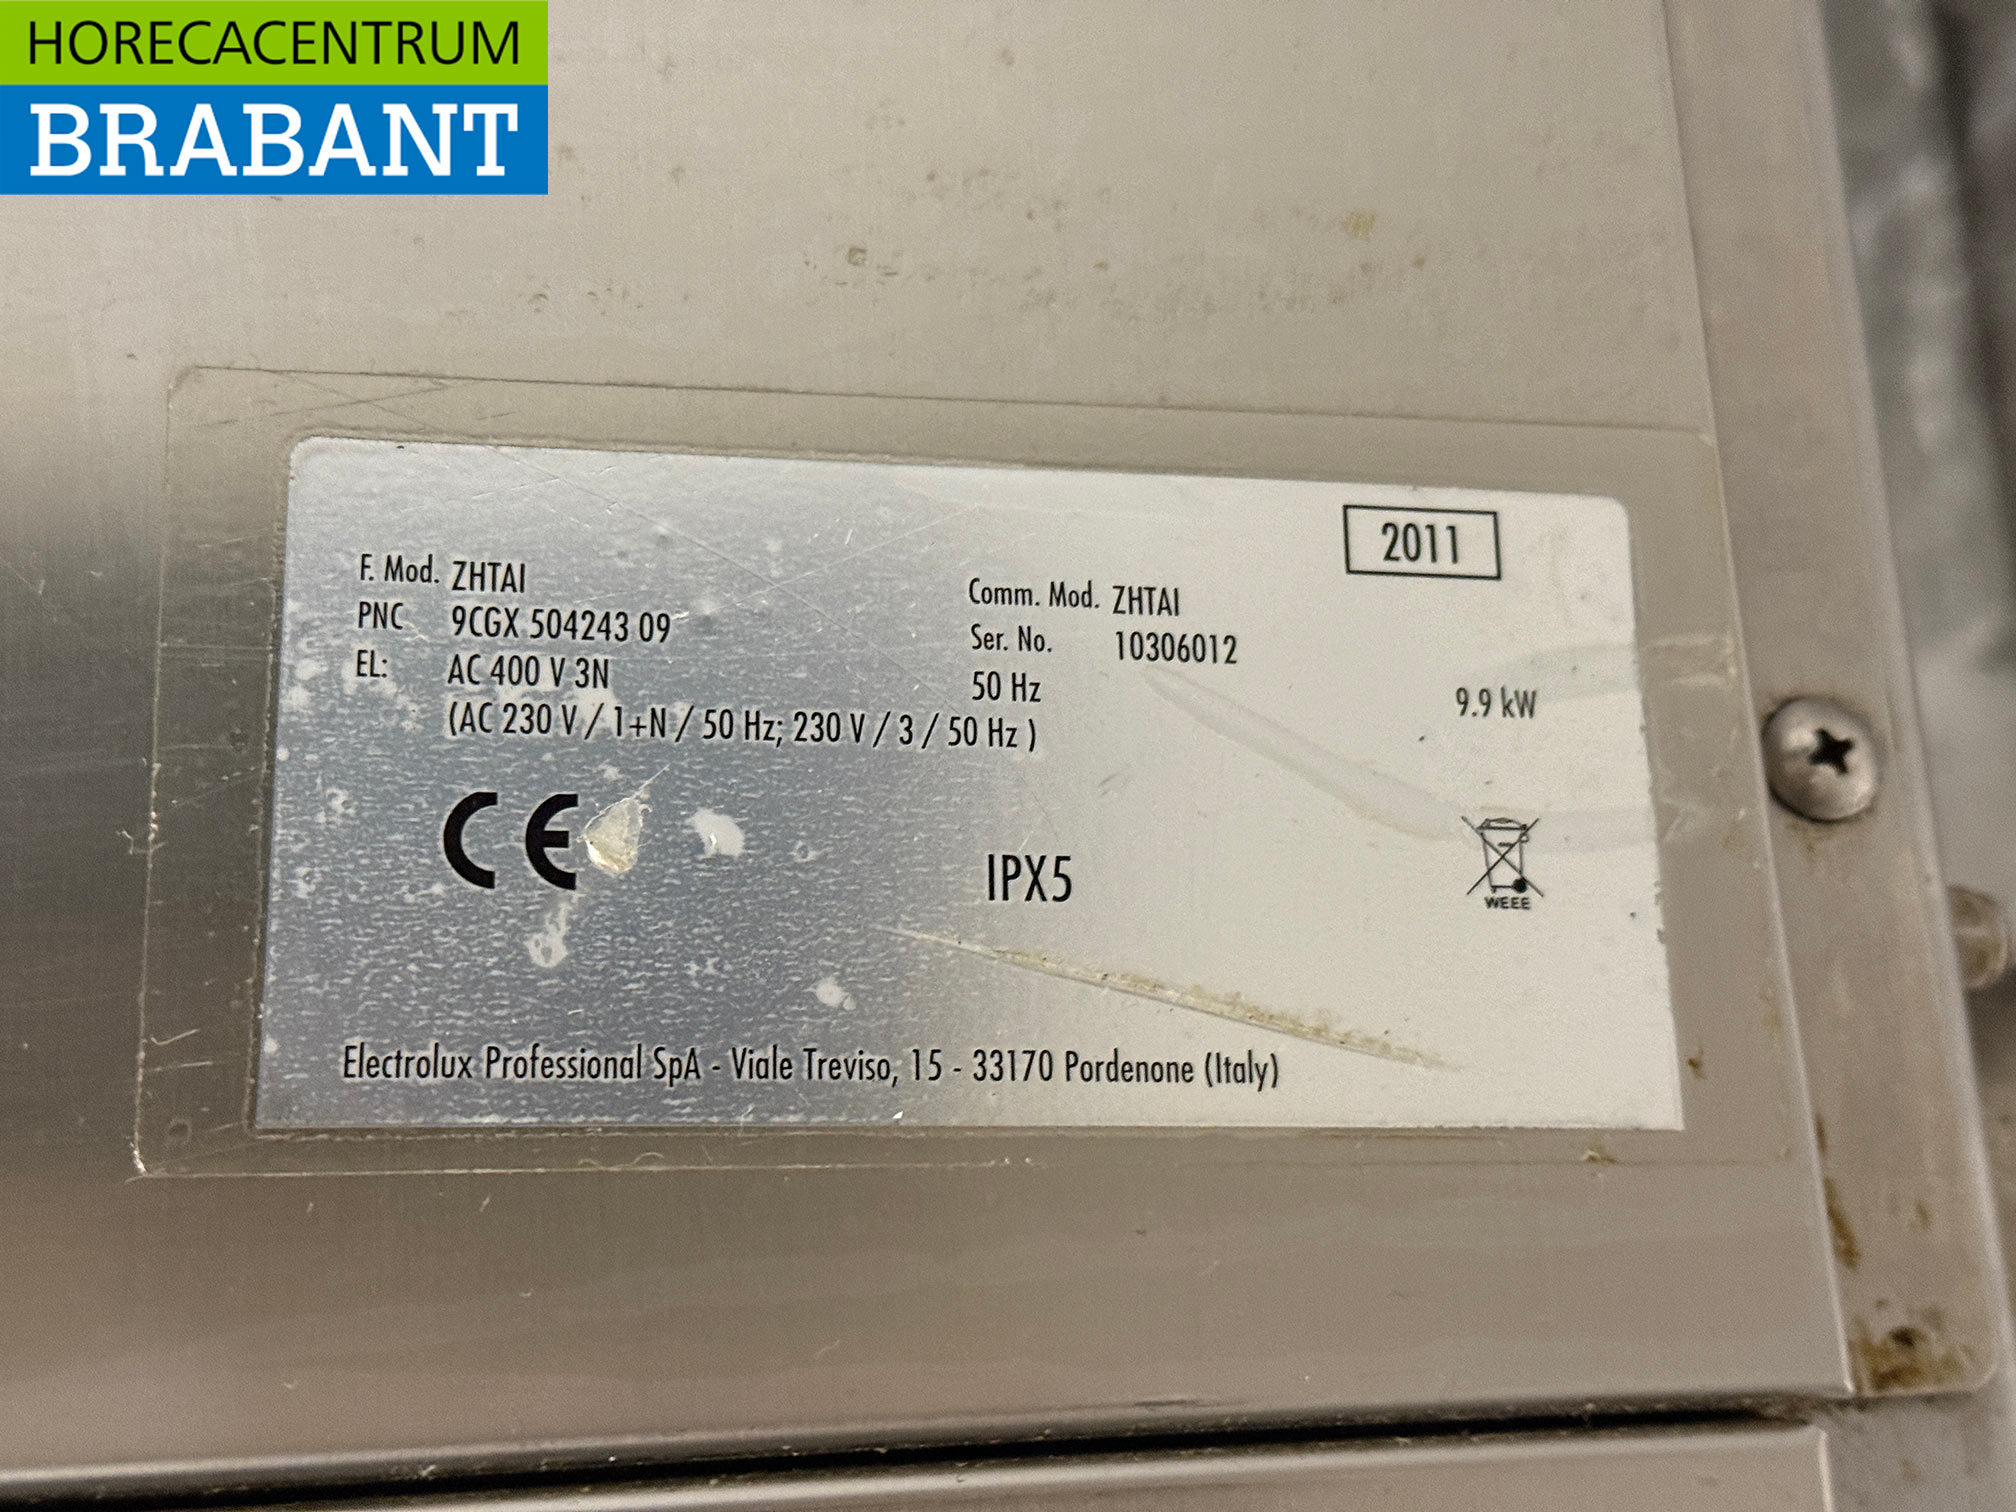 HORECACENTRUM
BRABANT
2011
F. Mod. ZHTAI Comm. Mod. ZHTAI
PNC 9CGX 504243 09 Ser. No. 10306012
EL: AC 400 V 3N 50 Hz 9.9 kW
(AC 230 V / 1+N / 50 Hz; 230 V / 3 / 50 Hz )
CE IPX5
WEEE
Electrolux Professional SpA - Viale Treviso, 15 - 33170 Pordenone (Italy)